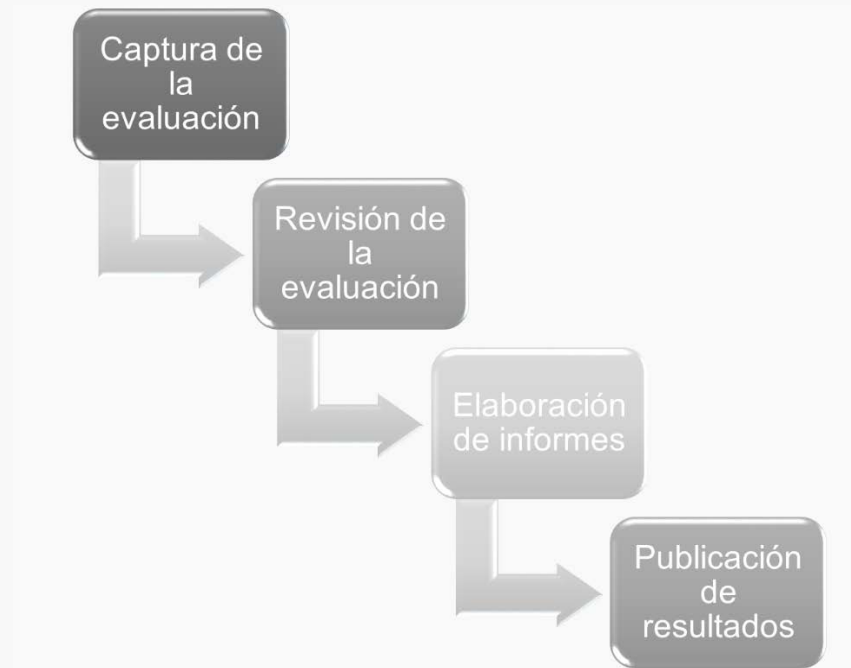 Captura de
la
evaluación
Revisión de
la
evaluación
Elaboración
de informes
Publicación
de
resultados